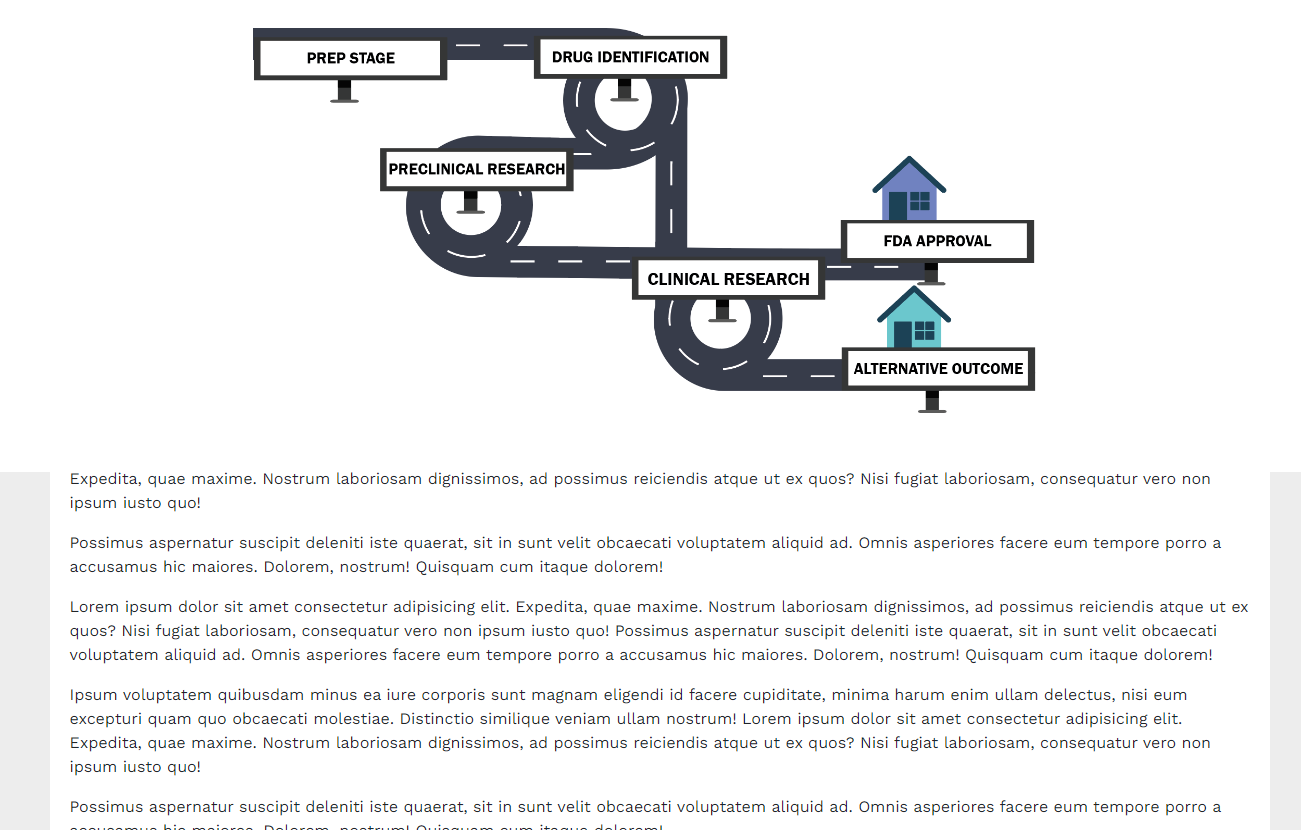 PREP STAGE
DRUG IDENTIFICATION
PRECLINICAL RESEARCH
FDA APPROVAL
CLINICAL RESEARCH
ALTERNATIVE OUTCOME
Expedita, quae maxime. Nostrum laboriosam dignissimos, ad possimus reiciendis atque ut ex quos? Nisi fugiat laboriosam, consequatur vero non
ipsum iusto quo!
Possimus aspernatur suscipit deleniti iste quaerat, sit in sunt velit obcaecati voluptatem aliquid ad. Omnis asperiores facere eum tempore porro a
accusamus hic maiores. Dolorem, nostrum! Quisquam cum itaque dolorem!
Lorem ipsum dolor sit amet consectetur adipisicing elit. Expedita, quae maxime. Nostrum laboriosam dignissimos, ad possimus reiciendis atque ut ex
quos? Nisi fugiat laboriosam, consequatur vero non ipsum iusto quo! Possimus aspernatur suscipit deleniti iste quaerat, sit in sunt velit obcaecati
voluptatem aliquid ad. Omnis asperiores facere eum tempore porro a accusamus hic maiores. Dolorem, nostrum! Quisquam cum itaque dolorem!
Ipsum voluptatem quibusdam minus ea iure corporis sunt magnam eligendi id facere cupiditate, minima harum enim ullam delectus, nisi eum
excepturi quam quo obcaecati molestiae. Distinctio similique veniam ullam nostrum! Lorem ipsum dolor sit amet consectetur adipisicing elit.
Expedita, quae maxime. Nostrum laboriosam dignissimos, ad possimus reiciendis atque ut ex quos? Nisi fugiat laboriosam, consequatur vero non
ipsum iusto quo!
Possimus aspernatur suscipit deleniti iste quaerat, sit in sunt velit obcaecati voluptatem aliquid ad. Omnis asperiores facere eum tempore porro a
accusamus hic maiores. Dolorem, nostrum! Quisquam cum itaque dolorem!